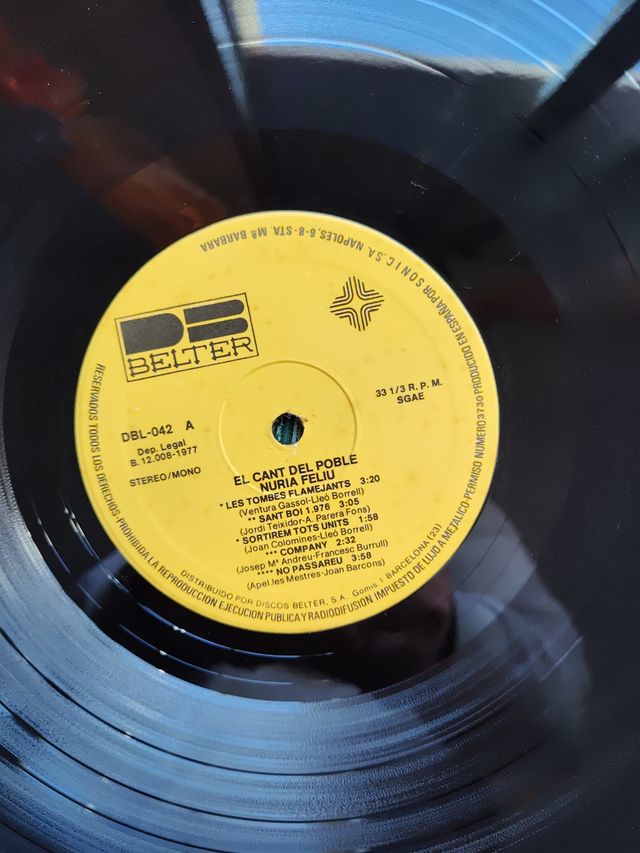 PRODUCIDO EN ESPAÑA POR SONIC, S.A. NAPOLES, 6-8-STA. Mª BARBARA
BELTER
33 1/3 R. P. M.
SGAE
DBL-042 A
Dep. Legal
B. 12.008-1977
STEREO/MONO
EL CANT DEL POBLE
NURIA FELIU
* LES TOMBES FLAMEJANTS 3:20
(Ventura Gassol-Lleó Borrell)
** SANT BOI 1.976 3:05
(Jordi Teixidor-A. Parera Fons)
* SORTIREM TOTS UNITS 1:58
(Joan Colomines-Lleó Borrell)
*** COMPANY 2:32
(Josep Mª Andreu-Francesc Burrull)
**** NO PASSAREU 3:58
(Apel.les Mestres-Joan Barcons)
DISTRIBUIDO POR DISCOS BELTER, S.A. Gomis, 1 BARCELONA (23)
RESERVADOS TODOS LOS DERECHOS-PROHIBIDA LA REPRODUCCION EJECUCION PUBLICA Y RADIODIFUSION IMPUESTO DE LUJO A METALICO-PERMISO NUMERO 3730